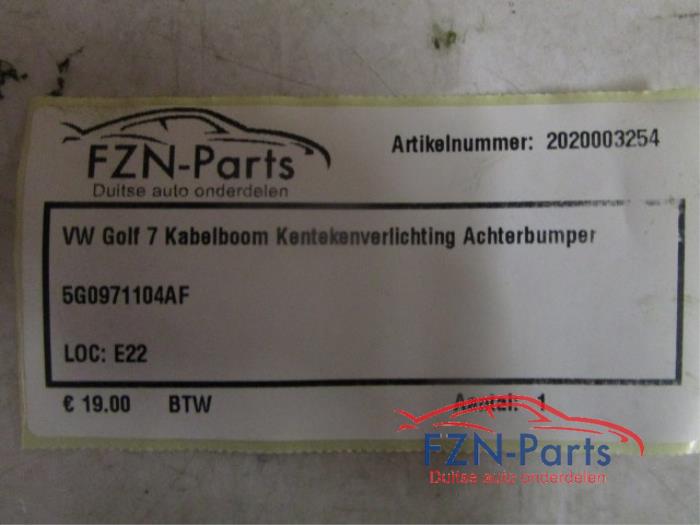 FZN-Parts
Duitse auto onderdelen
Artikelnummer: 2020003254
VW Golf 7 Kabelboom Kentekenverlichting Achterbumper
5G0971104AF
LOC: E22
€ 19.00 BTW Aantal: 1
FZN-Parts
Duitse auto onderdelen